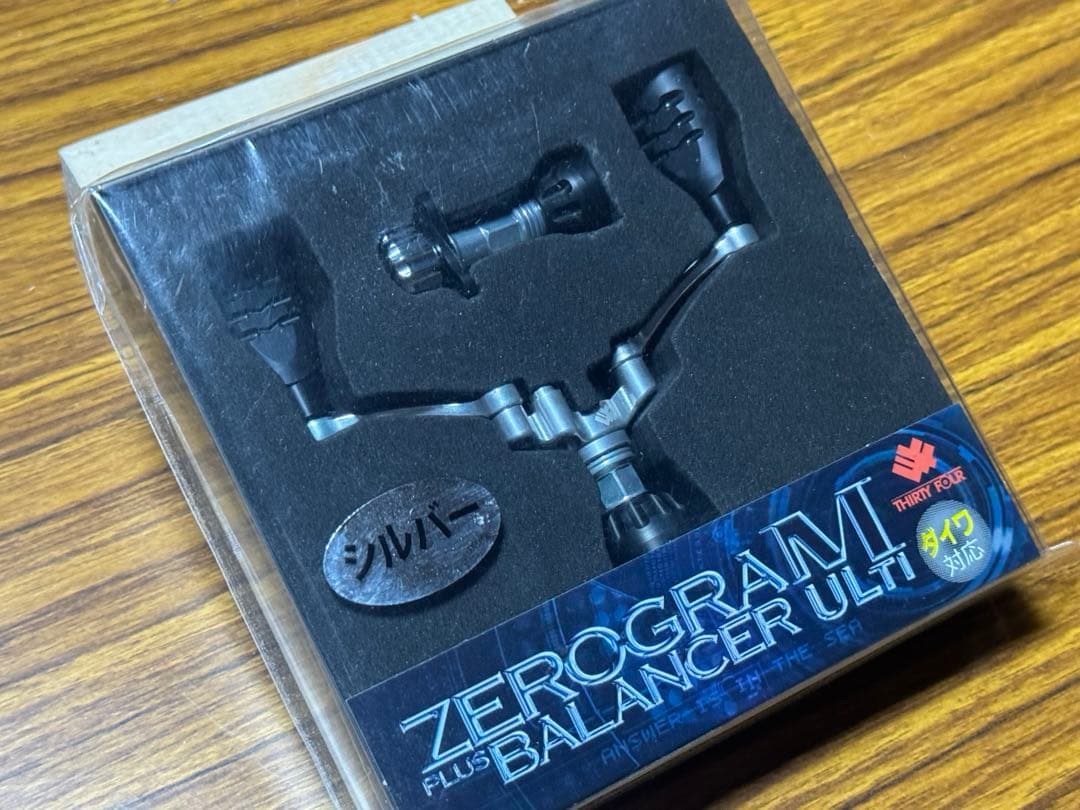 シルバー
THIRTY FOUR
ダイワ
対応
ZEROGRAM
PLUS BALANCER ULTI
ANSWER IS IN THE SEA